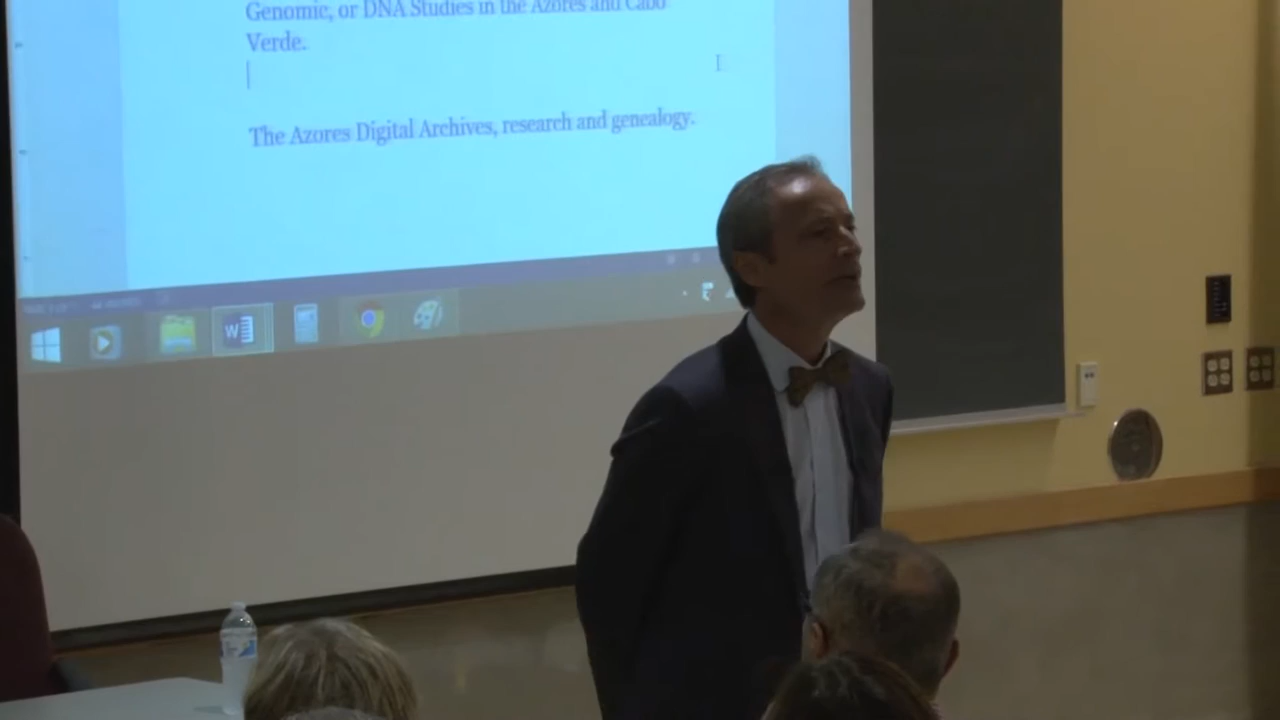 Genomic, or DNA Studies in the Azores and Cabo
Verde.
The Azores Digital Archives, research and genealogy.
W